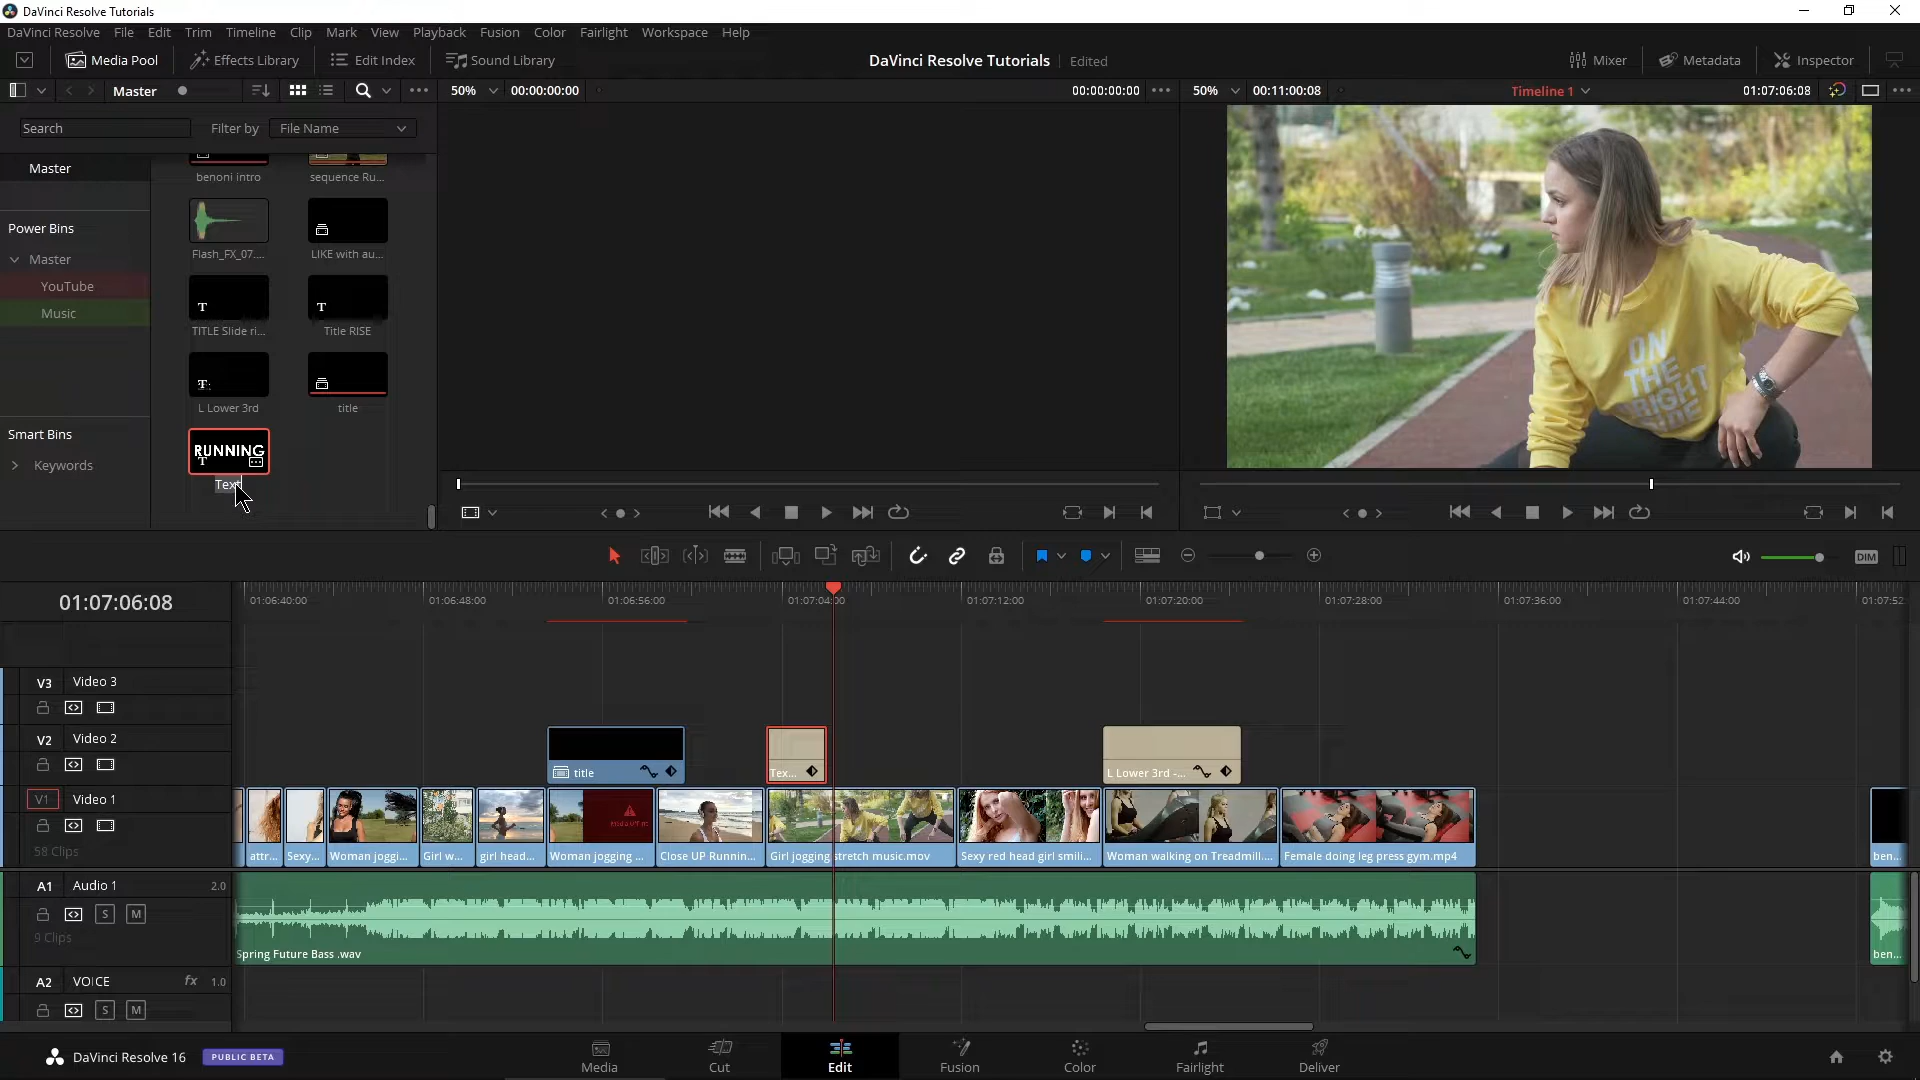 DaVinci Resolve Tutorials
DaVinci Resolve File Edit Trim Timeline Clip Mark View Playback Fusion Color Fairlight Workspace Help
Media Pool Effects Library Edit Index Sound Library DaVinci Resolve Tutorials Edited Mixer Metadata Inspector
Master 50% 00:00:00:00 00:00:00:00 50% 00:11:00:08 Timeline 1 01:07:06:08
Search Filter by File Name
Master
benoni intro sequence Ru...
Power Bins
Flash_FX_07.... LIKE with au...
Master
YouTube
Music
TITLE Slide ri... Title RISE
L Lower 3rd title
Smart Bins
Keywords
RUNNING
Text
ON
THE
BRIGHT
SIDE
DIM
01:07:06:08
01:06:40:00 01:06:48:00 01:06:56:00 01:07:04:00 01:07:12:00 01:07:20:00 01:07:28:00 01:07:36:00 01:07:44:00 01:07:52
V3 Video 3
V2 Video 2
title Tex... L Lower 3rd -...
V1 Video 1
58 Clips
attr... Sexy... Woman joggi... Girl w... girl head... Woman jogging ... Close UP Runnin... Girl jogging stretch music.mov Sexy red head girl smili... Woman walking on Treadmill.... Female doing leg press gym.mp4 ben...
A1 Audio 1 2.0
S M
9 Clips
Spring Future Bass .wav ben...
A2 VOICE fx 1.0
S M
DaVinci Resolve 16 PUBLIC BETA
Media Cut Edit Fusion Color Fairlight Deliver